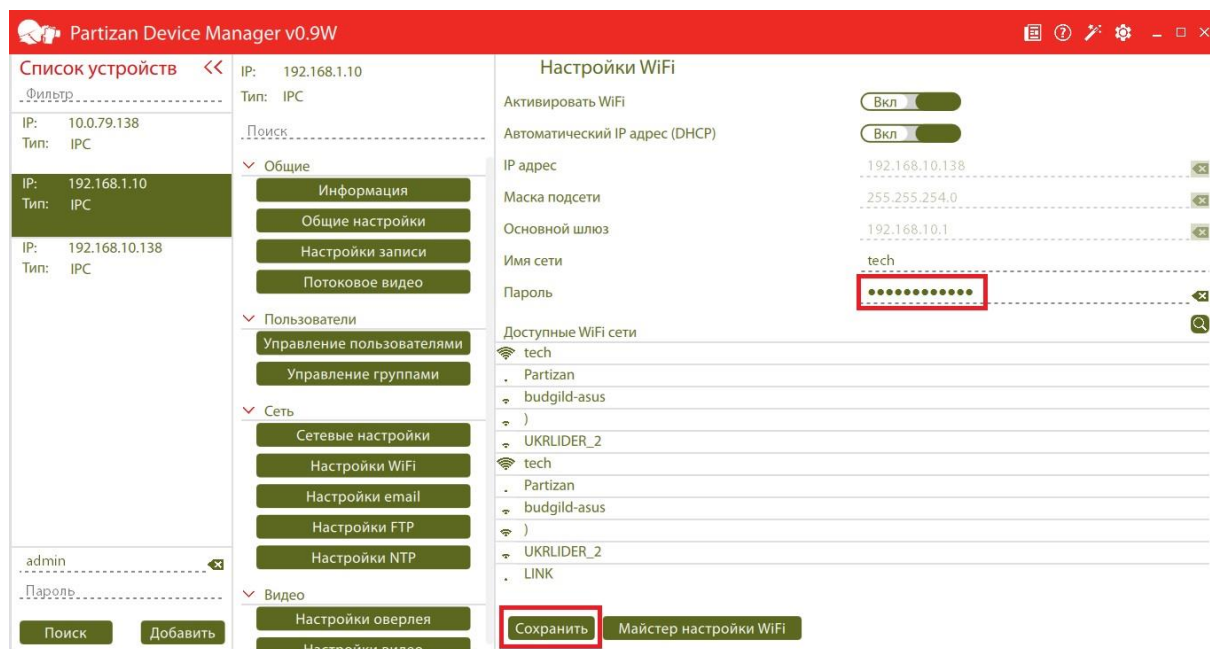 Partizan Device Manager v0.9W
Список устройств <<
Фильтр
IP: 10.0.79.138
Тип: IPC
IP: 192.168.1.10
Тип: IPC
IP: 192.168.10.138
Тип: IPC
admin
Пароль
Поиск Добавить
IP: 192.168.1.10
Тип: IPC
Поиск
Общие
Информация
Общие настройки
Настройки записи
Потоковое видео
Пользователи
Управление пользователями
Управление группами
Сеть
Сетевые настройки
Настройки WiFi
Настройки email
Настройки FTP
Настройки NTP
Видео
Настройки оверлея
Настройки видео
Настройки WiFi
Активировать WiFi Вкл
Автоматический IP адрес (DHCP) Вкл
IP адрес 192.168.10.138
Маска подсети 255.255.254.0
Основной шлюз 192.168.10.1
Имя сети tech
Пароль ●●●●●●●●●●●●
Доступные WiFi сети
tech
Partizan
budgild-asus
)
UKRLIDER_2
tech
Partizan
budgild-asus
)
UKRLIDER_2
LINK
Сохранить Майстер настройки WiFi